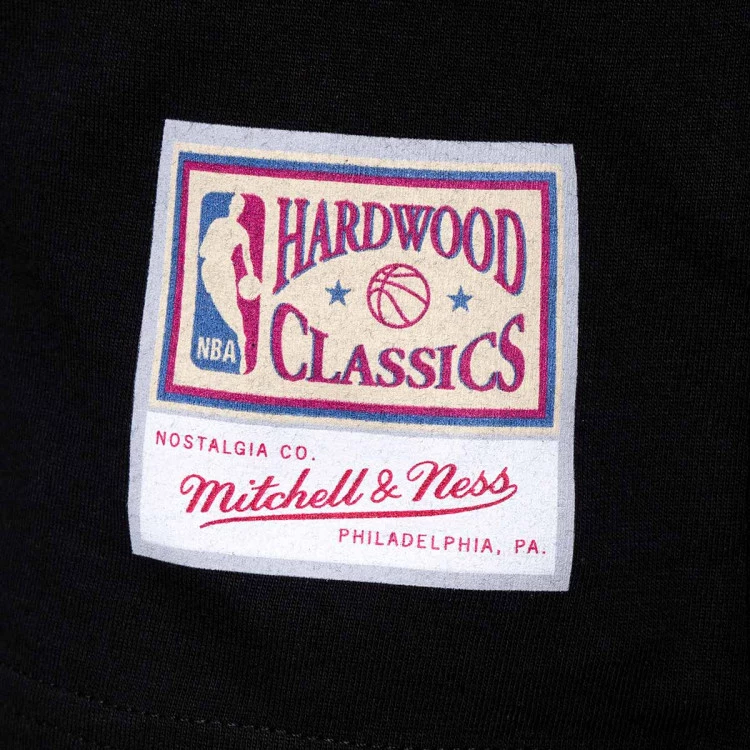 HARDWOOD
NBA
CLASSICS
NOSTALGIA CO.
Mitchell & Ness
PHILADELPHIA, PA.